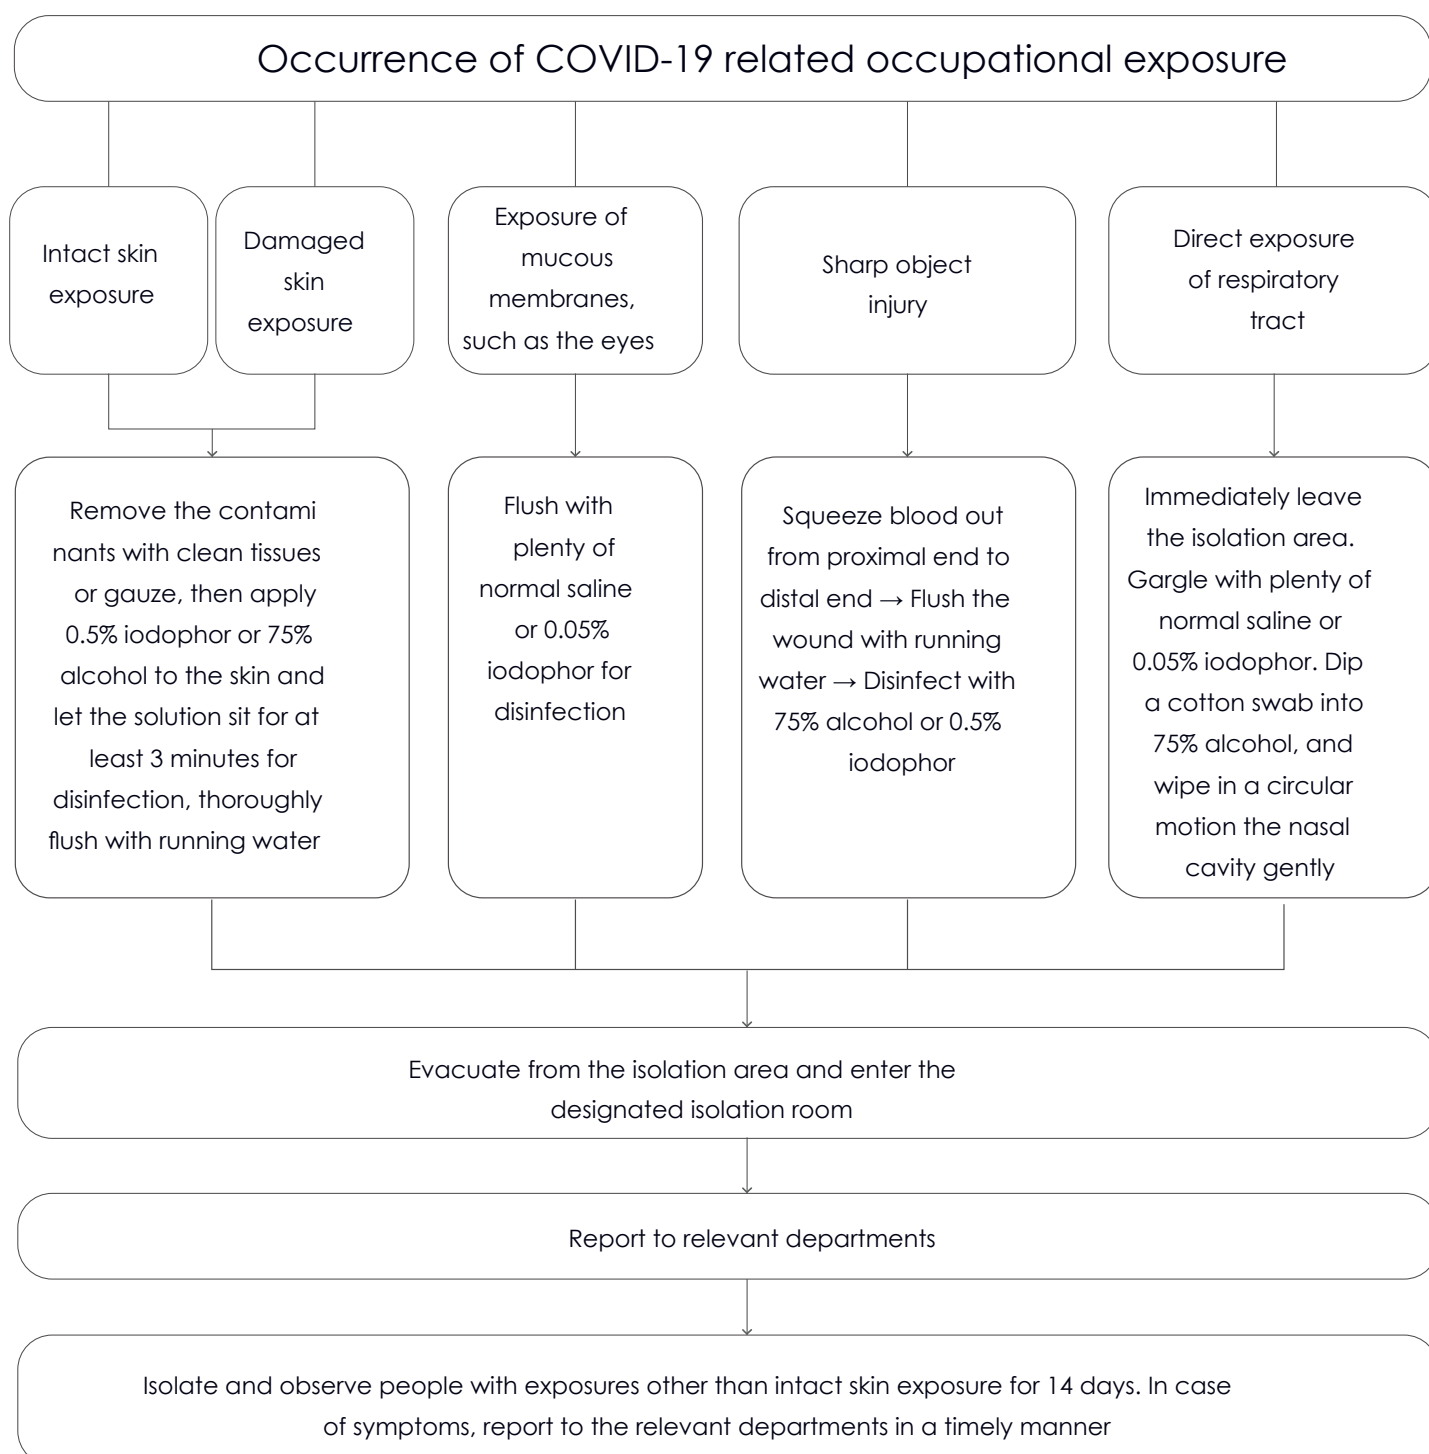 Occurrence of COVID-19 related occupational exposure
Intact skin
exposure
Damaged
skin
exposure
Exposure of
mucous
membranes,
such as the eyes
Sharp object
injury
Direct exposure
of respiratory
tract
Remove the contami
nants with clean tissues
or gauze, then apply
0.5% iodophor or 75%
alcohol to the skin and
let the solution sit for at
least 3 minutes for
disinfection, thoroughly
flush with running water
Flush with
plenty of
normal saline
or 0.05%
iodophor for
disinfection
Squeeze blood out
from proximal end to
distal end → Flush the
wound with running
water → Disinfect with
75% alcohol or 0.5%
iodophor
Immediately leave
the isolation area.
Gargle with plenty of
normal saline or
0.05% iodophor. Dip
a cotton swab into
75% alcohol, and
wipe in a circular
motion the nasal
cavity gently
Evacuate from the isolation area and enter the
designated isolation room
Report to relevant departments
Isolate and observe people with exposures other than intact skin exposure for 14 days. In case
of symptoms, report to the relevant departments in a timely manner